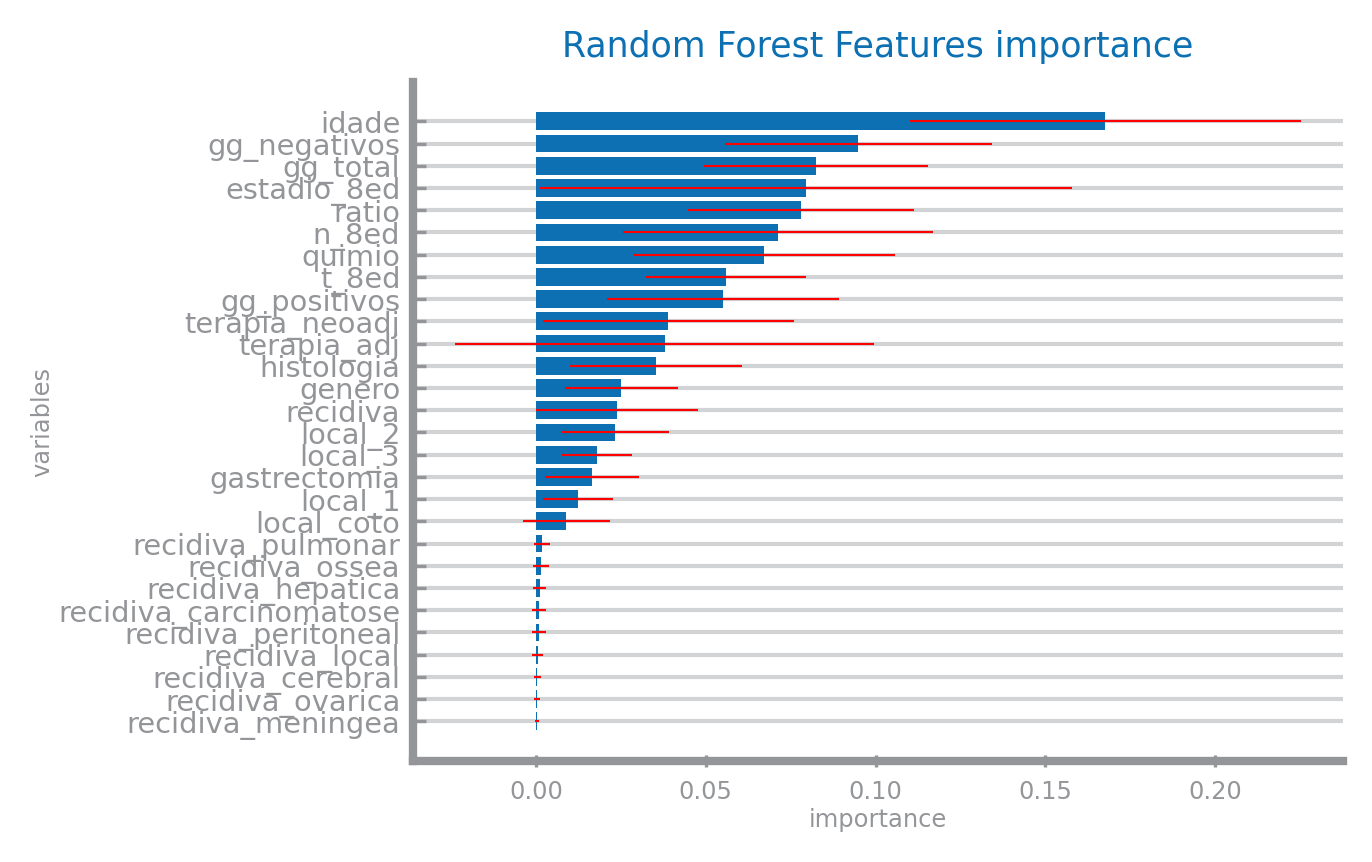 Random Forest Features importance
idade
gg_negativos
gg_total
estadio_8ed
ratio
n_8ed
quimio
t_8ed
gg_positivos
terapia_neoadj
terapia_adj
histologia
genero
recidiva
local_2
local_3
gastrectomia
local_1
local_coto
recidiva_pulmonar
recidiva_ossea
recidiva_hepatica
recidiva_carcinomatose
recidiva_peritoneal
recidiva_local
recidiva_cerebral
recidiva_ovarica
recidiva_meningea
variables
0.00 0.05 0.10 0.15 0.20
importance